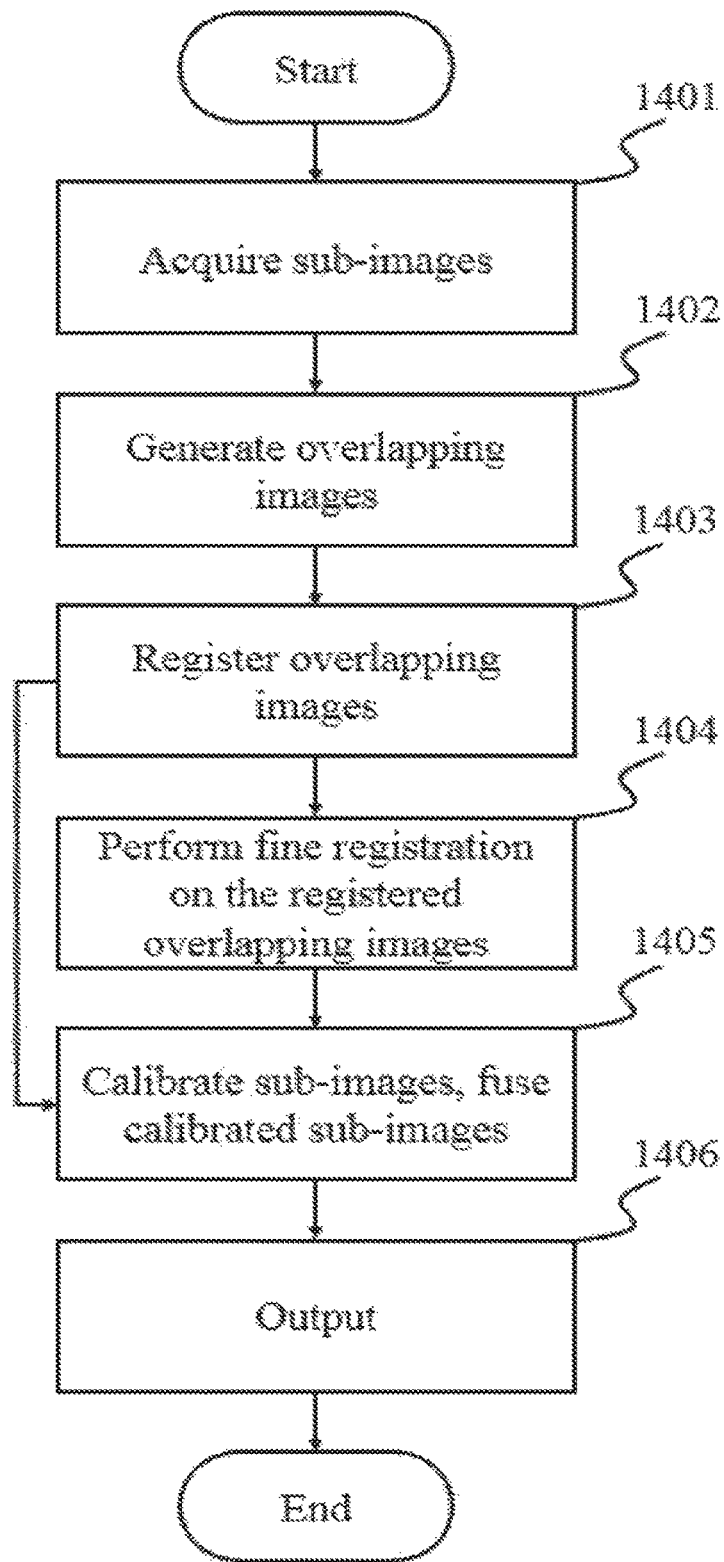 Start
1401
Acquire sub-images
1402
Generate overlapping
images
1403
Register overlapping
images
1404
Perform fine registration
on the registered
overlapping images
1405
Calibrate sub-images, fuse
calibrated sub-images
1406
Output
End